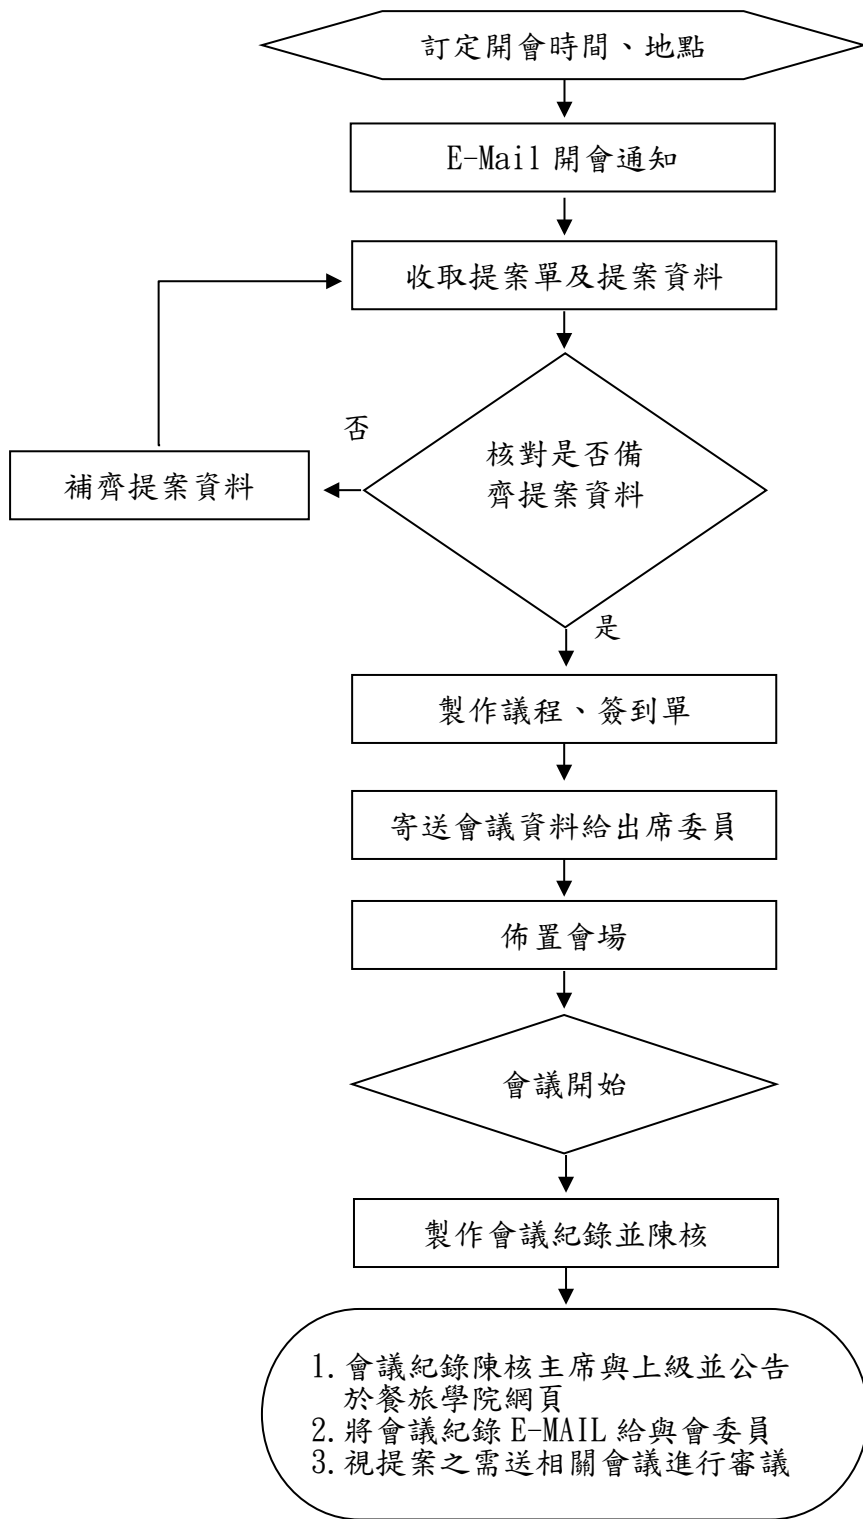 訂定開會時間、地點
E-Mail 開會通知
收取提案單及提案資料
否
核對是否備
齊提案資料
補齊提案資料
是
製作議程、簽到單
寄送會議資料給出席委員
佈置會場
會議開始
製作會議紀錄並陳核
1. 會議紀錄陳核主席與上級並公告
於餐旅學院網頁
2. 將會議紀錄 E-MAIL 給與會委員
3. 視提案之需送相關會議進行審議